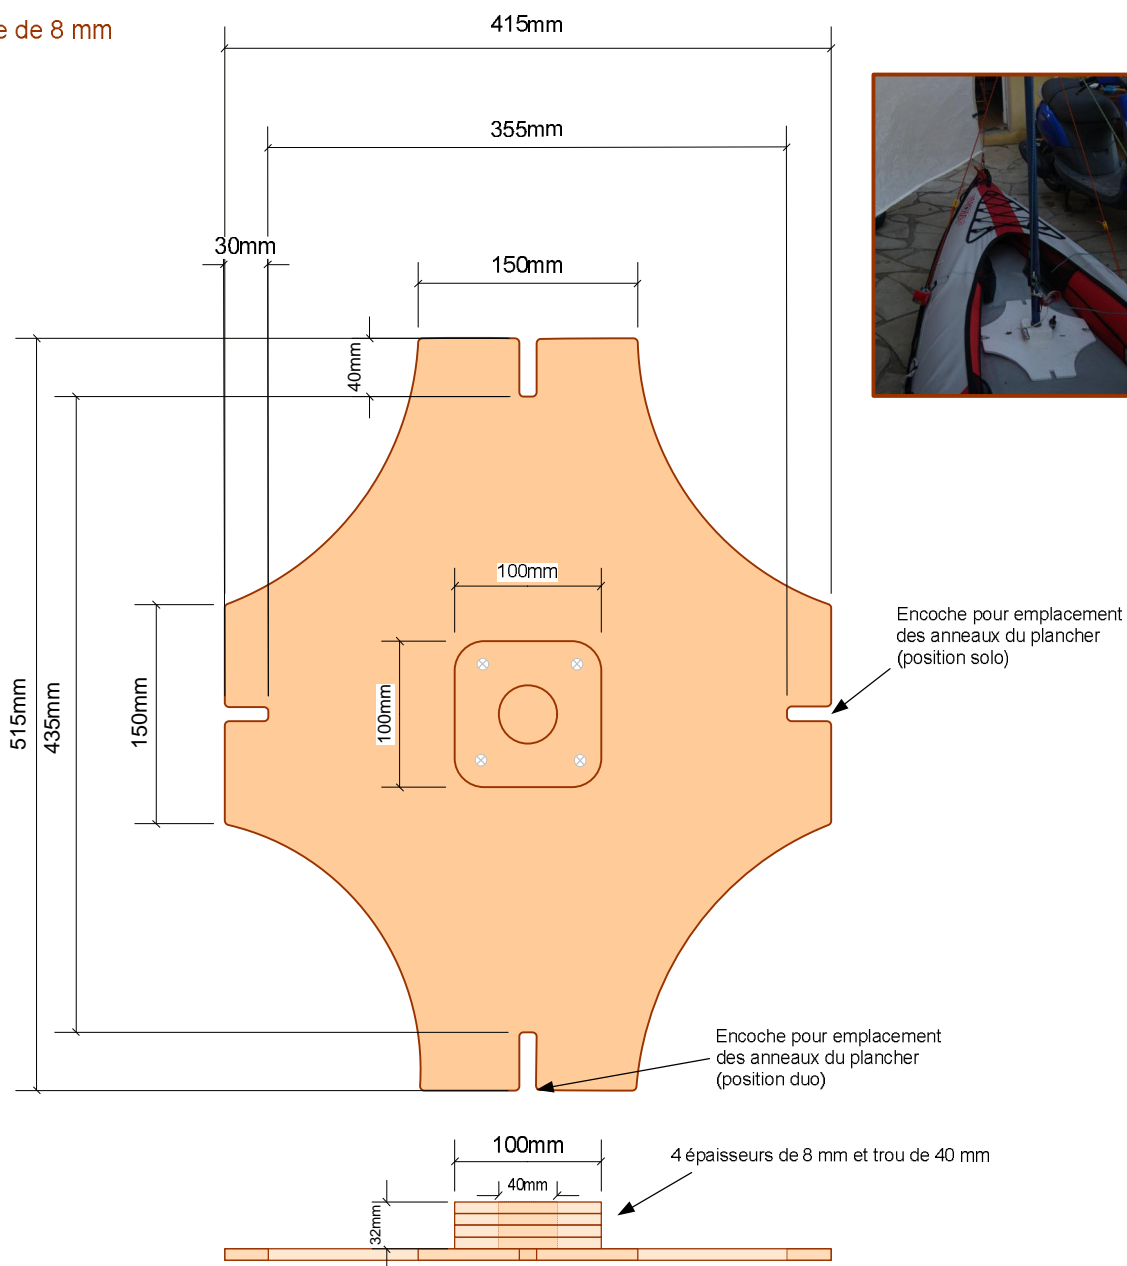 e de 8 mm
415mm
355mm
30mm
150mm
40mm
100mm
Encoche pour emplacement
des anneaux du plancher
(position solo)
515mm
435mm
150mm
100mm
Encoche pour emplacement
des anneaux du plancher
(position duo)
100mm
4 épaisseurs de 8 mm et trou de 40 mm
40mm
32mm